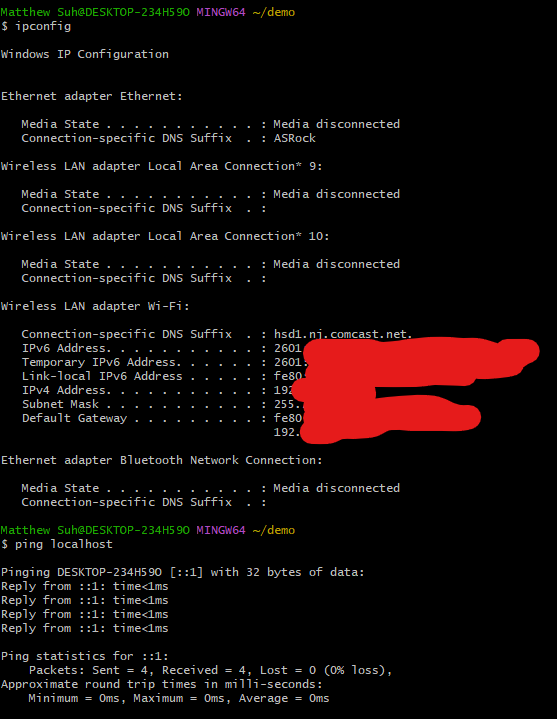 Matthew Suh@DESKTOP-234H59O MINGW64 ~/demo
$ ipconfig
Windows IP Configuration
Ethernet adapter Ethernet:
Media State . . . . . . . . . . . : Media disconnected
Connection-specific DNS Suffix  . : ASRock
Wireless LAN adapter Local Area Connection* 9:
Media State . . . . . . . . . . . : Media disconnected
Connection-specific DNS Suffix  . :
Wireless LAN adapter Local Area Connection* 10:
Media State . . . . . . . . . . . : Media disconnected
Connection-specific DNS Suffix  . :
Wireless LAN adapter Wi-Fi:
Connection-specific DNS Suffix  . : hsd1.nj.comcast.net.
IPv6 Address. . . . . . . . . . . : 2601
Temporary IPv6 Address. . . . . . : 2601
Link-local IPv6 Address . . . . . : fe80
IPv4 Address. . . . . . . . . . . : 192
Subnet Mask . . . . . . . . . . . : 255.
Default Gateway . . . . . . . . . : fe80
192.
Ethernet adapter Bluetooth Network Connection:
Media State . . . . . . . . . . . : Media disconnected
Connection-specific DNS Suffix  . :
Matthew Suh@DESKTOP-234H59O MINGW64 ~/demo
$ ping localhost
Pinging DESKTOP-234H59O [::1] with 32 bytes of data:
Reply from ::1: time<1ms
Reply from ::1: time<1ms
Reply from ::1: time<1ms
Reply from ::1: time<1ms
Ping statistics for ::1:
Packets: Sent = 4, Received = 4, Lost = 0 (0% loss),
Approximate round trip times in milli-seconds:
Minimum = 0ms, Maximum = 0ms, Average = 0ms